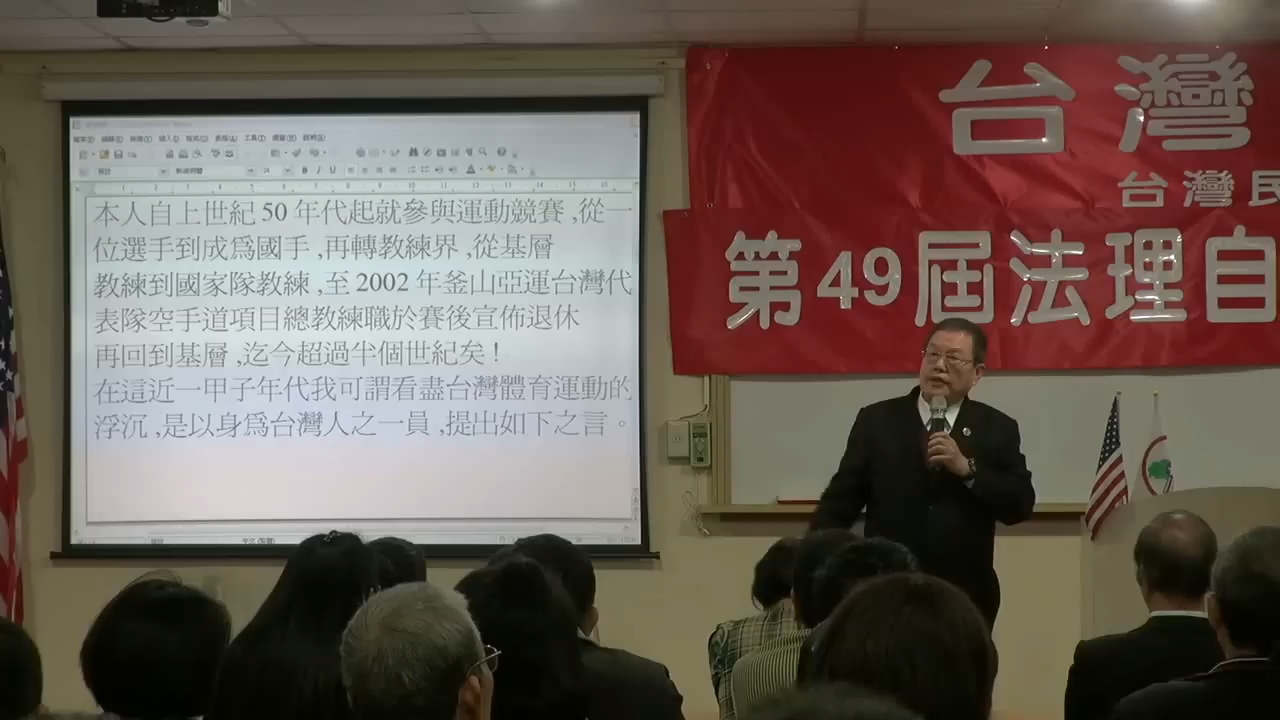 本人自上世紀 50 年代起就參與運動競賽 ,從一
位選手到成爲國手 ,再轉教練界 ,從基層
教練到國家隊教練 ,至 2002 年釜山亞運台灣代
表隊空手道項目總教練職於賽後宣佈退休
再回到基層 ,迄今超過半個世紀矣 !
在這近一甲子年代我可謂看盡台灣體育運動的
浮沉 ,是以身爲台灣人之一員 ,提出如下之言 。
台灣
台灣民
第49屆法理自